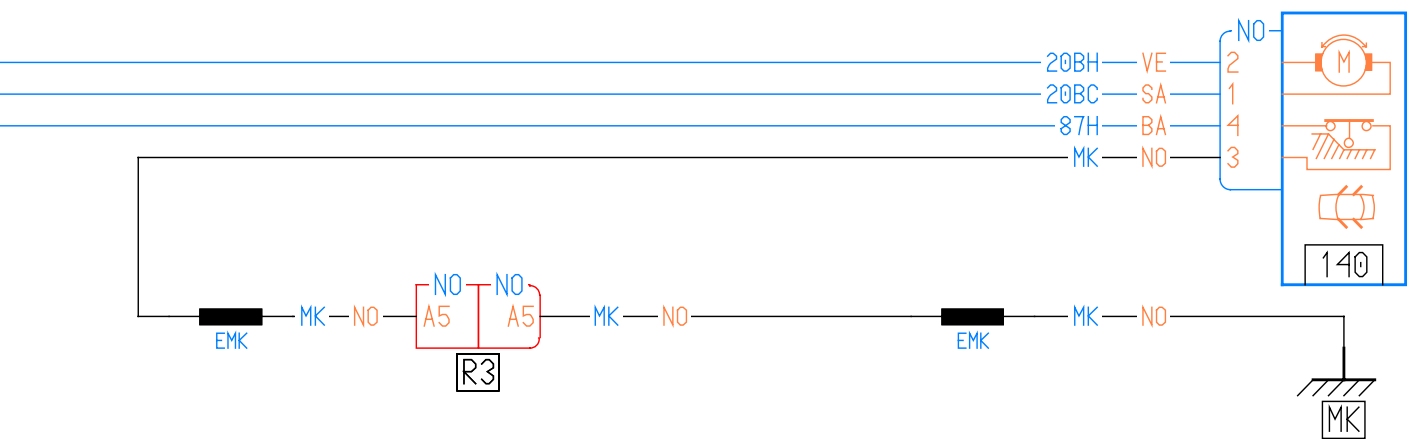 NO
20BH VE 2 M
20BC SA 1
87H BA 4
MK NO 3
140
NO NO
MK NO A5 A5 MK NO MK NO
EMK EMK
R3
MK